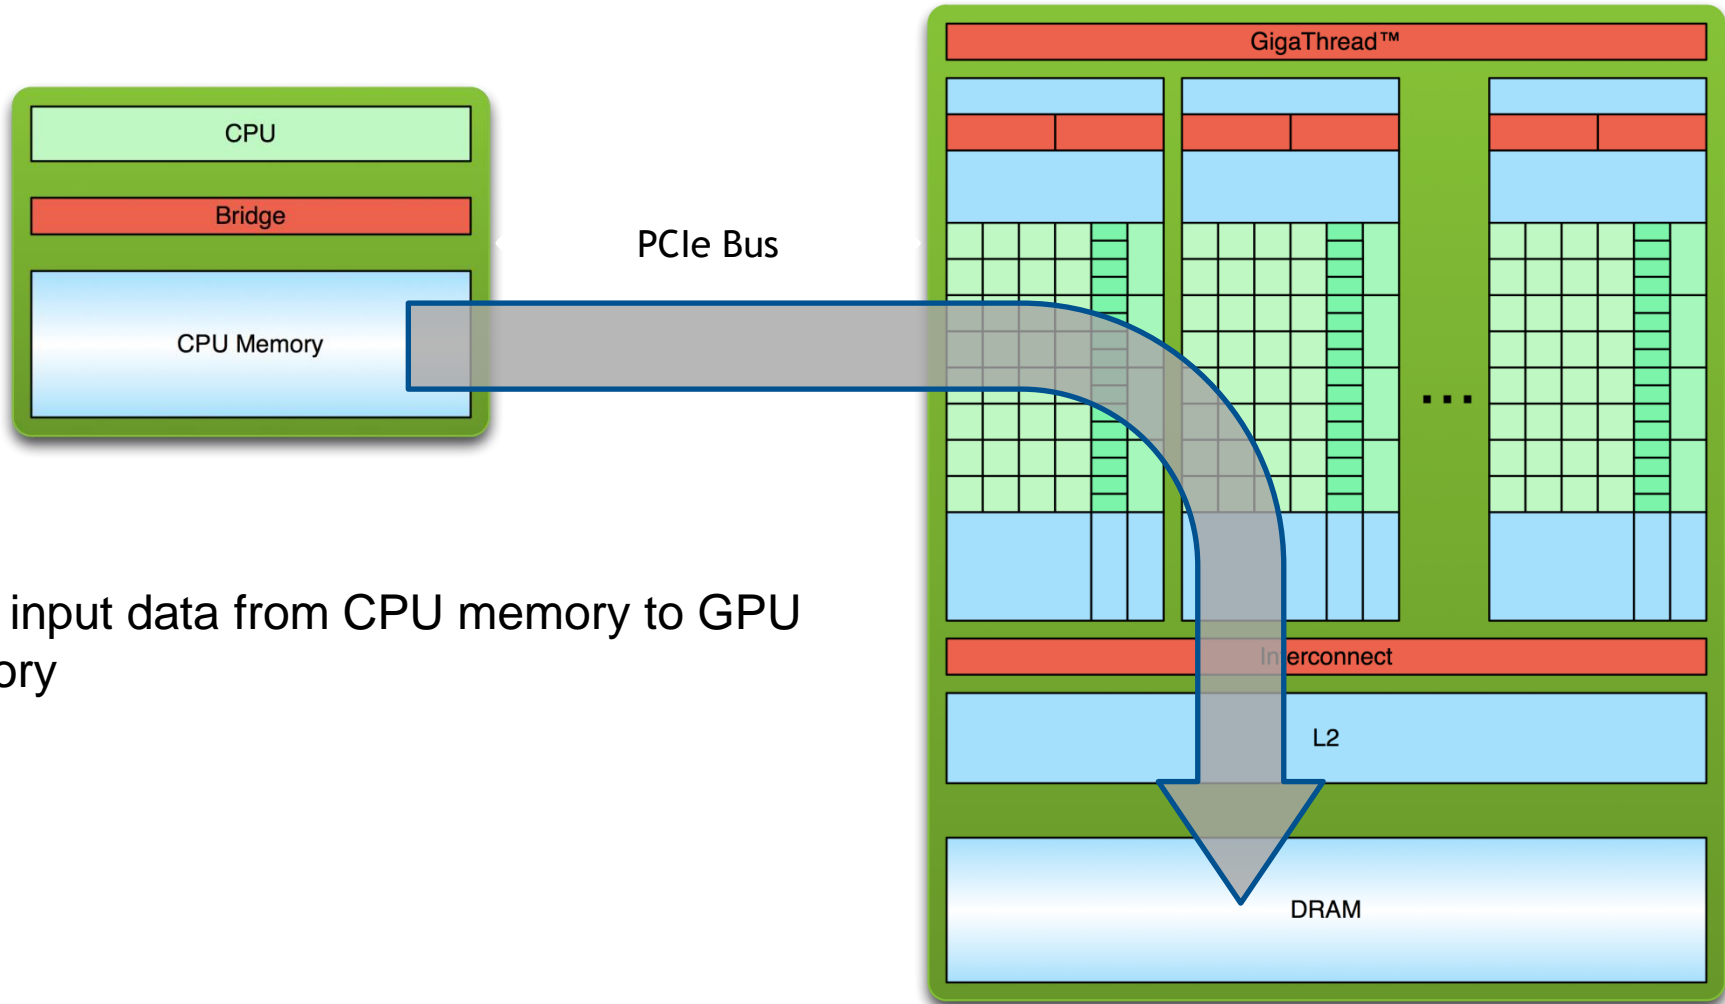 GigaThread™
CPU
Bridge
PCIe Bus
CPU Memory
...
input data from CPU memory to GPU
ory
Interconnect
L2
DRAM